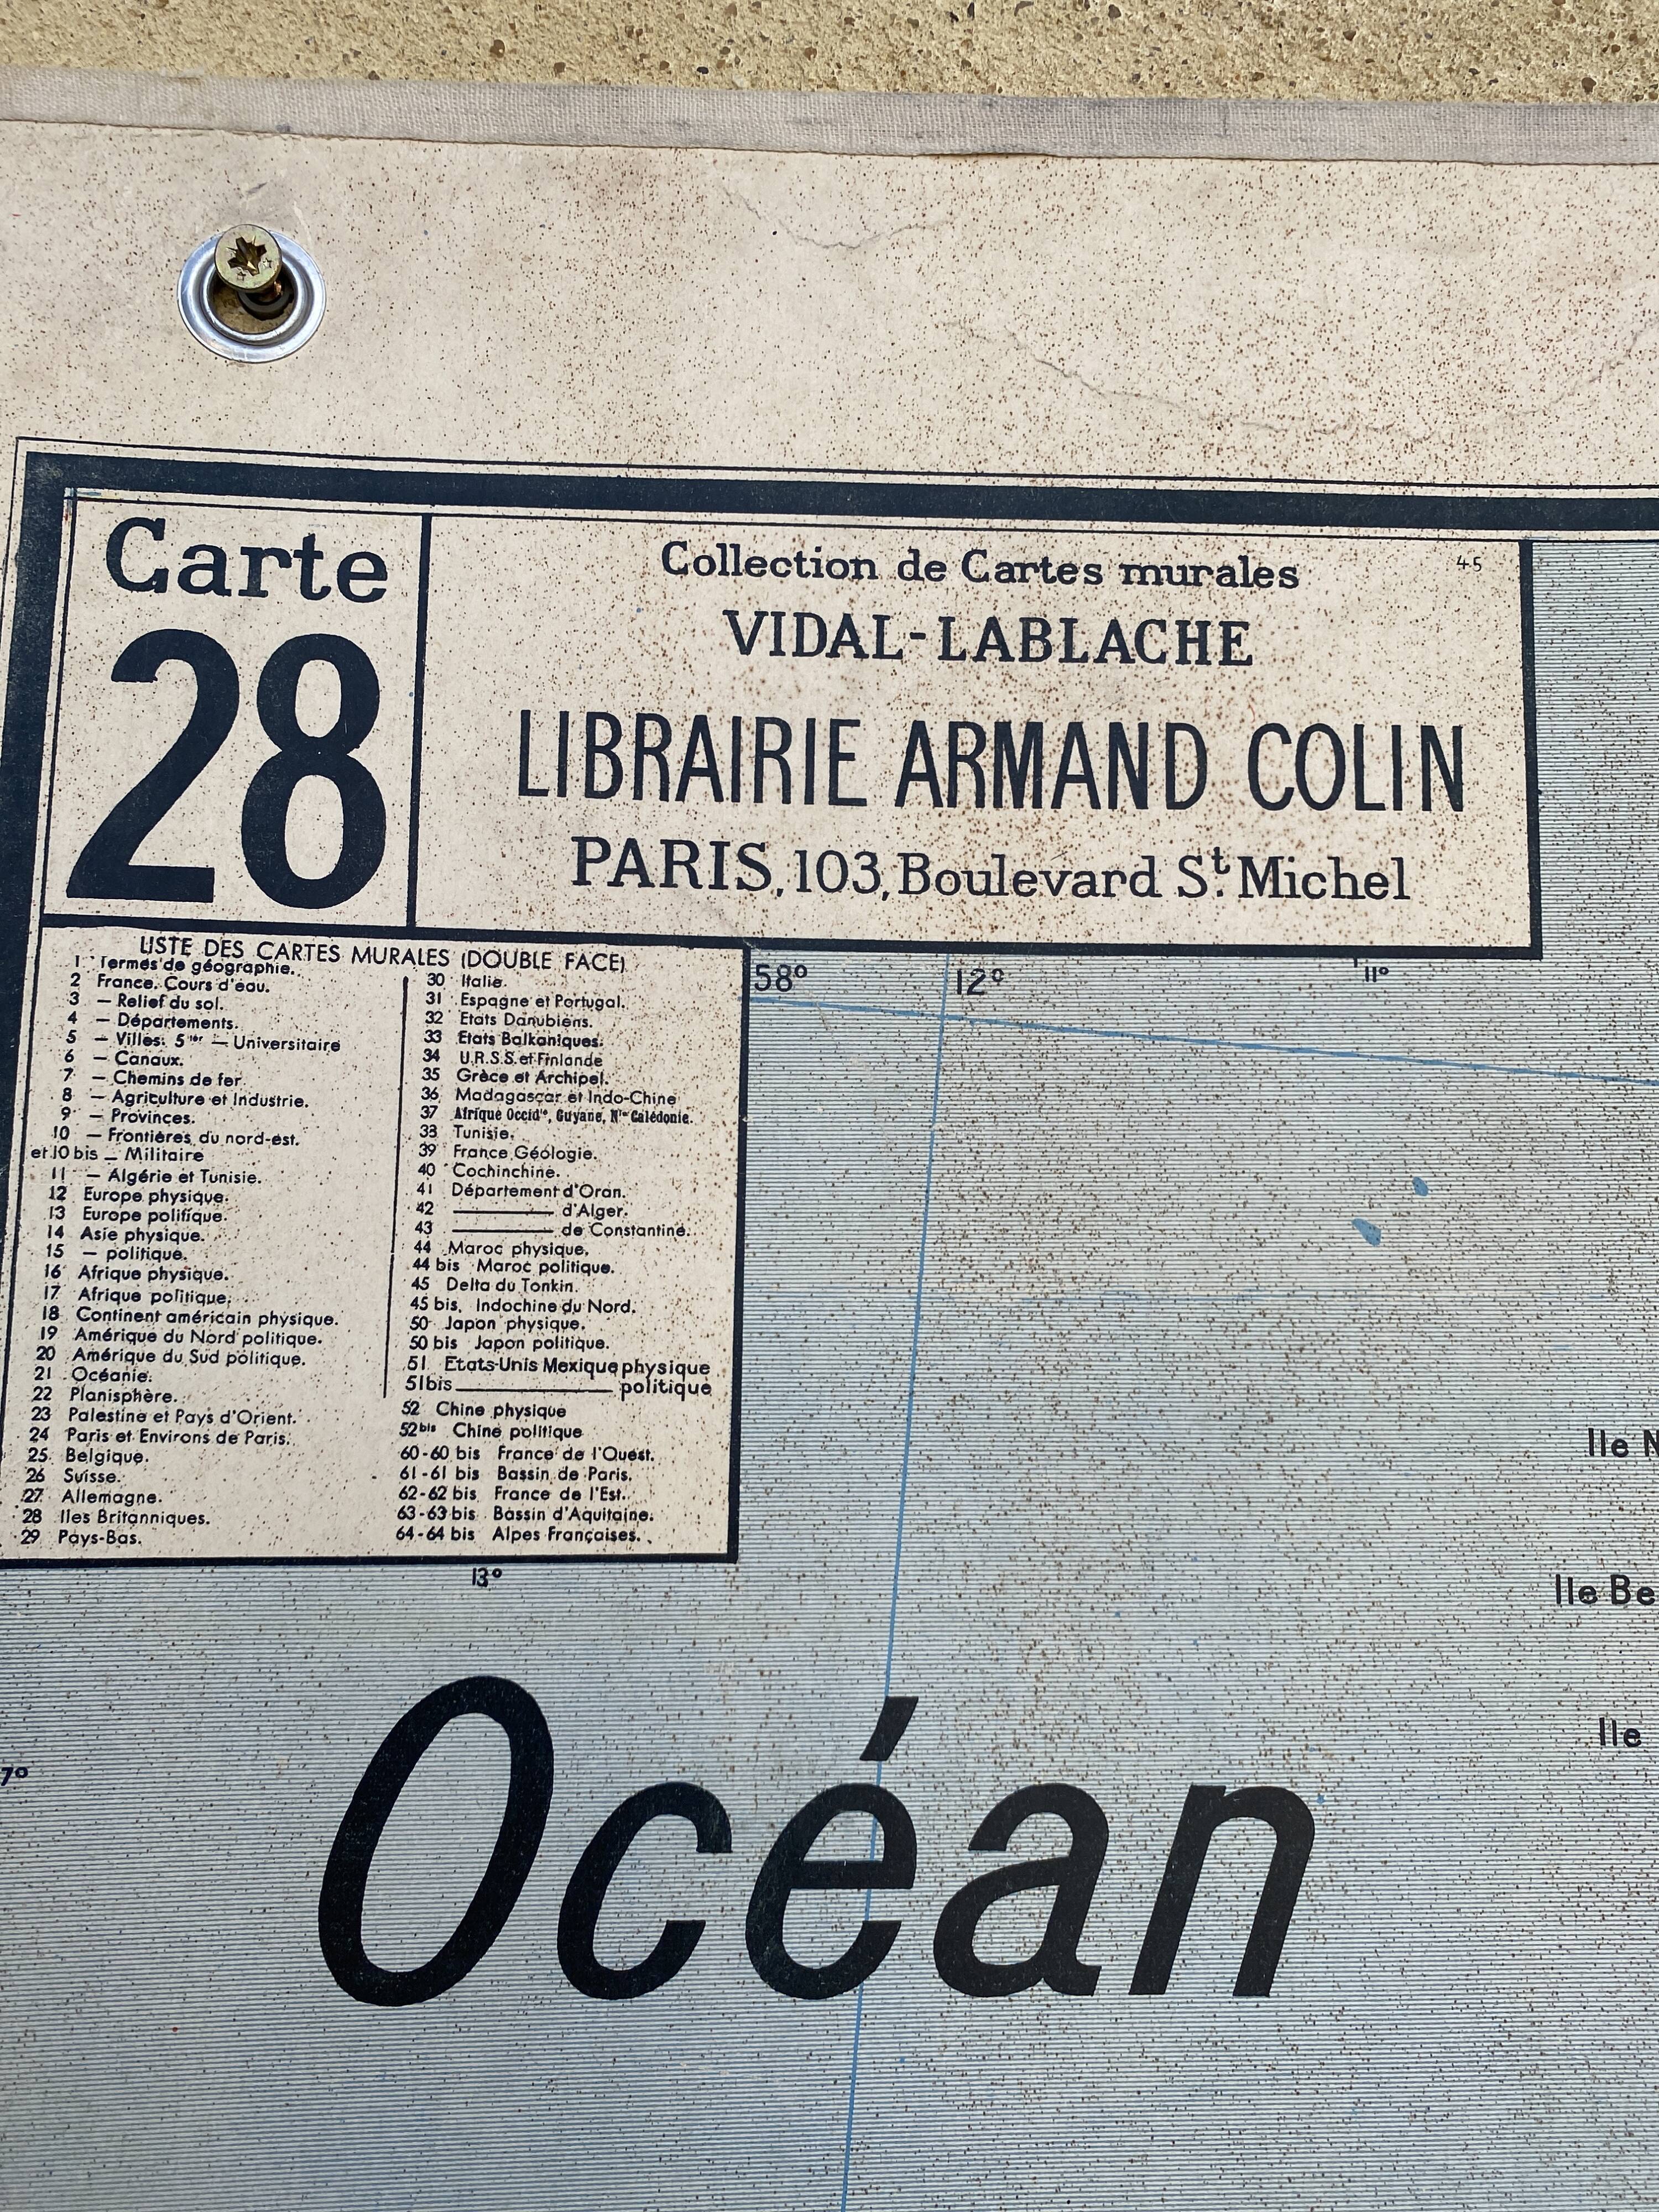 Carte
28
Collection de Cartes murales
45
VIDAL-LABLACHE
LIBRAIRIE ARMAND COLIN
PARIS, 103, Boulevard St. Michel
LISTE DES CARTES MURALES (DOUBLE FACE)
1 Termes de géographie.
2 France. Cours d'eau.
3 — Relief du sol.
4 — Départements.
5 — Villes. 5 ter — Universitaire
6 — Canaux.
7 — Chemins de fer
8 — Agriculture et Industrie.
9 — Provinces.
10 — Frontières du nord-est.
et 10 bis — Militaire
11 — Algérie et Tunisie.
12 Europe physique.
13 Europe politique.
14 Asie physique.
15 — politique.
16 Afrique physique.
17 Afrique politique.
18 Continent américain physique.
19 Amérique du Nord politique.
20 Amérique du Sud politique.
21 Océanie.
22 Planisphère.
23 Palestine et Pays d'Orient.
24 Paris et Environs de Paris.
25 Belgique.
26 Suisse.
27 Allemagne.
28 Iles Britanniques.
29 Pays-Bas.
30 Italie.
31 Espagne et Portugal.
32 Etats Danubiens.
33 Etats Balkaniques.
34 U.R.S.S. et Finlande
35 Grèce et Archipel.
36 Madagascar et Indo-Chine
37 Afrique Occidle, Guyane, Nlle Calédonie.
38 Tunisie.
39 France Géologie.
40 Cochinchine.
41 Département d'Oran.
42 ——— d'Alger.
43 ——— de Constantine.
44 Maroc physique.
44 bis Maroc politique.
45 Delta du Tonkin.
45 bis. Indochine du Nord.
50 Japon physique.
50 bis Japon politique.
51 Etats-Unis Mexique physique
51bis ——— politique
52 Chine physique
52bis Chine politique
60-60 bis France de l'Ouest.
61-61 bis Bassin de Paris.
62-62 bis France de l'Est.
63-63 bis Bassin d'Aquitaine.
64-64 bis Alpes Françaises.
58°
12°
11°
Ile N
13°
Ile Be
Ile
7°
Océan